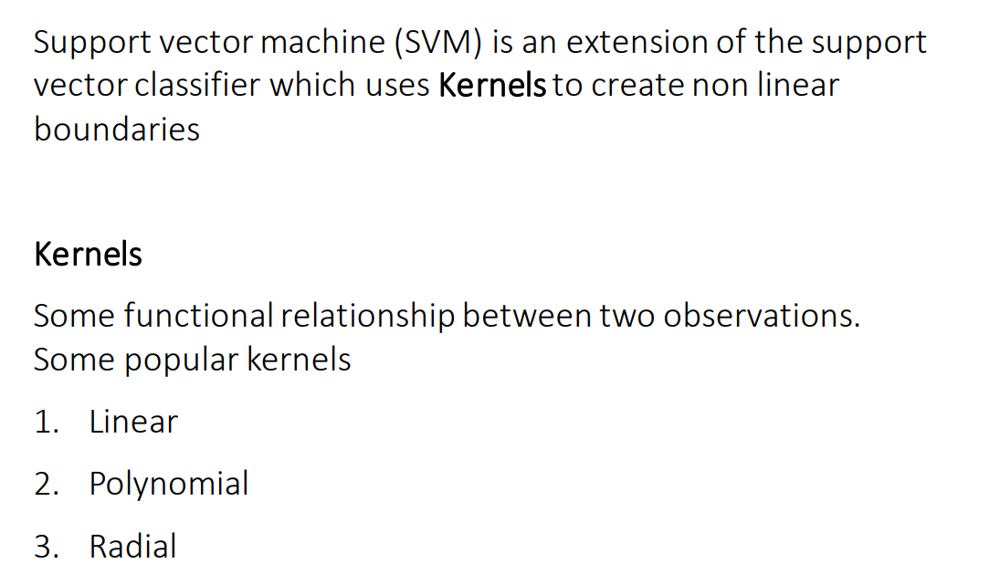 Support vector machine (SVM) is an extension of the support
vector classifier which uses Kernels to create non linear
boundaries
Kernels
Some functional relationship between two observations.
Some popular kernels
1. Linear
2. Polynomial
3. Radial